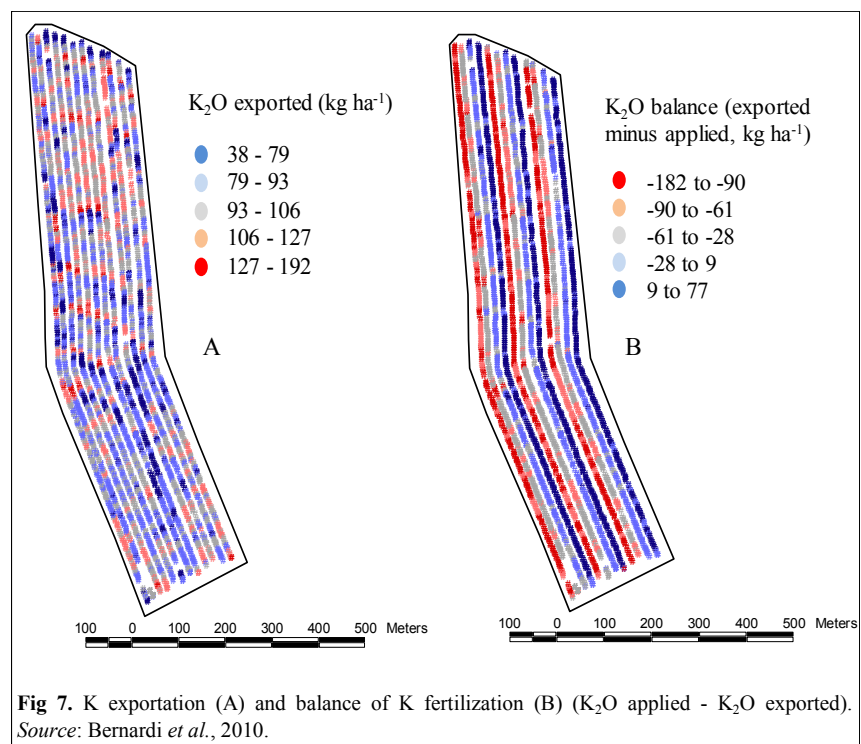 K₂O exported (kg ha⁻¹)
38 - 79
79 - 93
93 - 106
106 - 127
127 - 192
A
100 0 100 200 300 400 500 Meters
K₂O balance (exported
minus applied, kg ha⁻¹)
-182 to -90
-90 to -61
-61 to -28
-28 to 9
9 to 77
B
100 0 100 200 300 400 500 Meters
Fig 7. K exportation (A) and balance of K fertilization (B) (K₂O applied - K₂O exported).
Source: Bernardi et al., 2010.